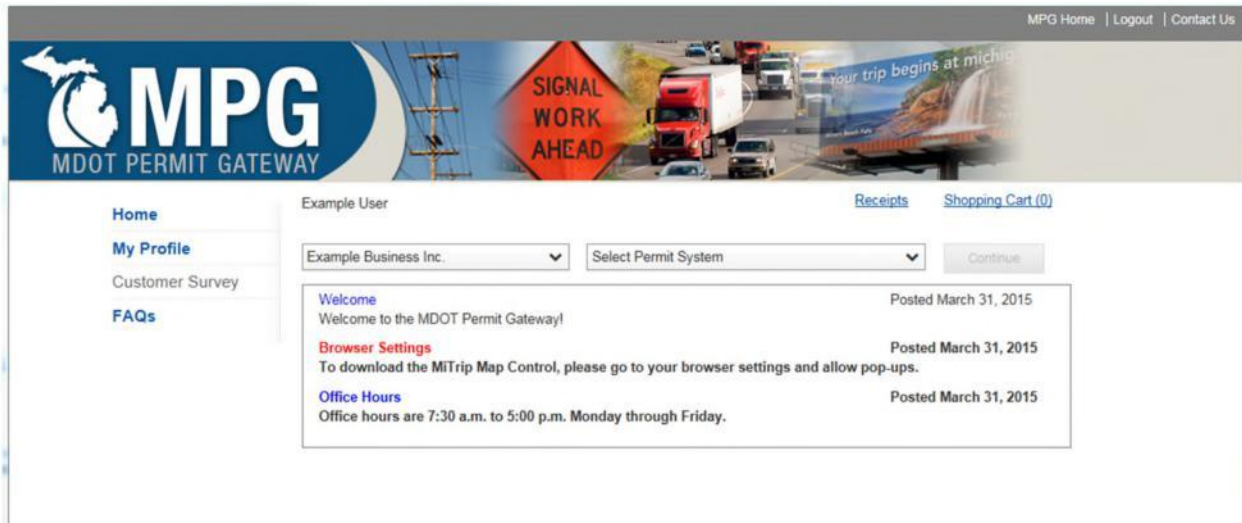 MPG Home | Logout | Contact Us
MPG
MDOT PERMIT GATEWAY
SIGNAL
WORK
AHEAD
Your trip begins at michig
Example User
Receipts
Shopping Cart (0)
Home
My Profile
Customer Survey
FAQs
Example Business Inc.
Select Permit System
Continue
Welcome Posted March 31, 2015
Welcome to the MDOT Permit Gateway!
Browser Settings Posted March 31, 2015
To download the MiTrip Map Control, please go to your browser settings and allow pop-ups.
Office Hours Posted March 31, 2015
Office hours are 7:30 a.m. to 5:00 p.m. Monday through Friday.